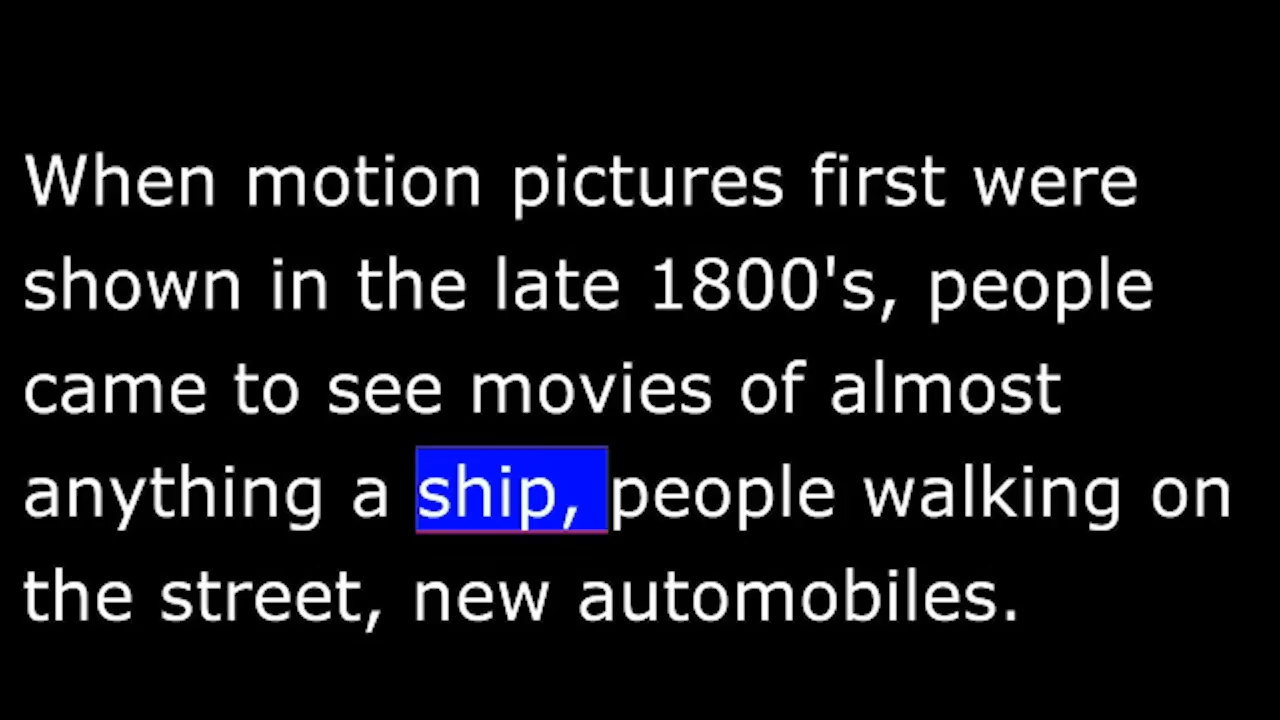 When motion pictures first were
shown in the late 1800's, people
came to see movies of almost
anything a ship, people walking on
the street, new automobiles.